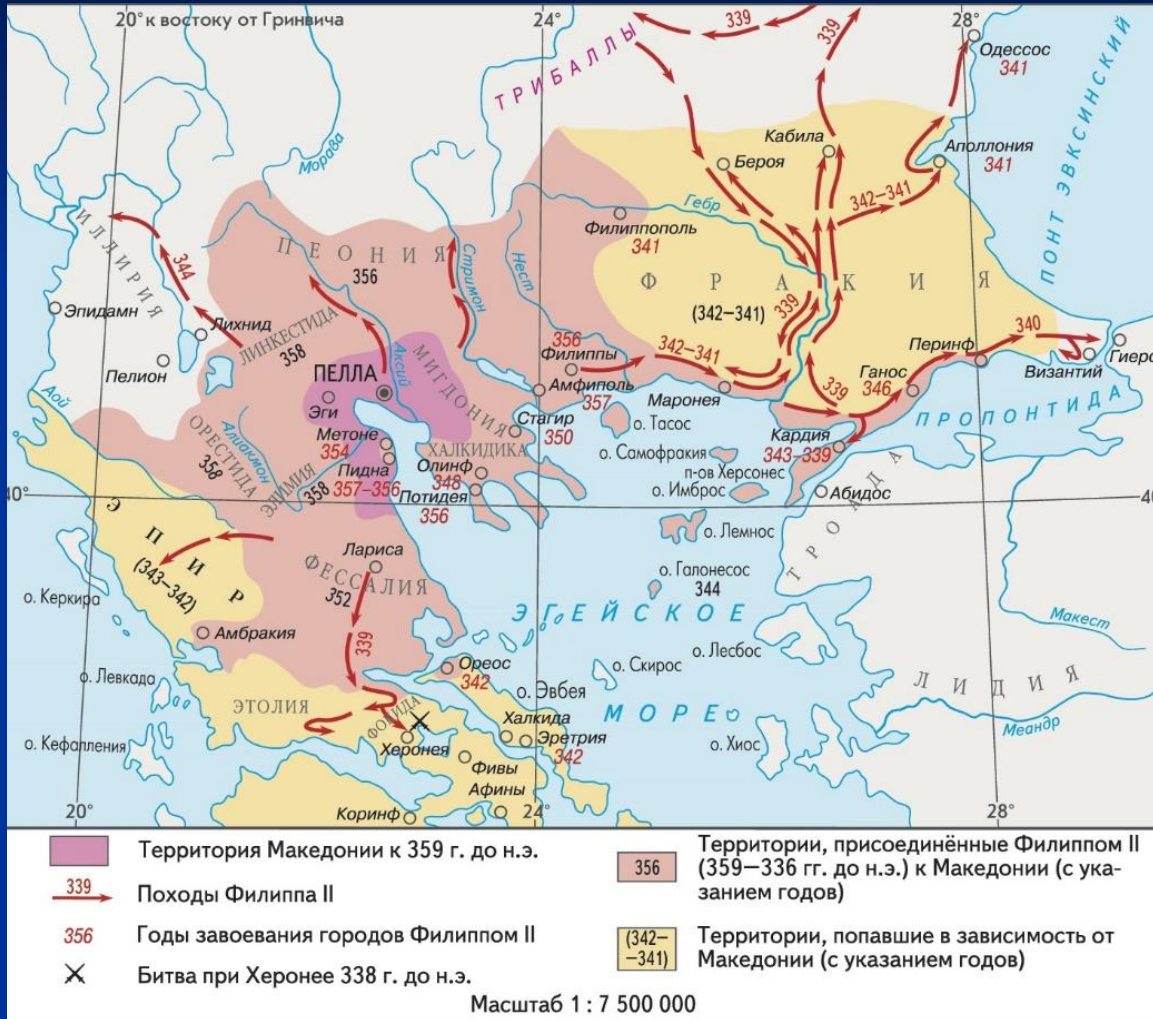 20° к востоку от Гринвича
24°
28°
339
339
Одессос
341
ТРИБАЛЛЫ
ПОНТ ЭВКСИНСКИЙ
Морава
Кабила
Бероя
Аполлония
341
342–341
Гебр
ИЛЛИРИЯ
Филиппополь
341
ПЕОНИЯ
356
Стримон
Нест
ФРАКИЯ
(342–341)
339
344
Эпидамн
Лихнид
ЛИНКЕСТИДА
358
Пелион
Аксий
МИГДОНИЯ
356
Филиппы
342–341
340
Перинф
Гиерон
Византий
ПЕЛЛА
Эги
Амфиполь
357
Маронея
339
Ганос
346
ПРОПОНТИДА
Аой
Стагир
350
о. Тасос
Метоне
354
ХАЛКИДИКА
Кардия
343–339
ОРЕСТИДА
358
Алиакмон
о. Самофракия
Пидна
357–356
Олинф
348
п-ов Херсонес
ЭЛИМИЯ
358
Потидея
356
о. Имброс
Абидос
40°
40
ТРОАДА
ЭПИР
(343–342)
о. Лемнос
Лариса
ФЕССАЛИЯ
352
о. Галонесос
344
о. Керкира
ЭГЕЙСКОЕ
Макест
Амбракия
339
о. Лесбос
Ореос
342
о. Скирос
о. Левкада
ЛИДИЯ
ЭТОЛИЯ
о. Эвбея
ФОКИДА
МОРЕ
Халкида
Меандр
о. Кефалления
Херонея
Эретрия
342
о. Хиос
Фивы
Афины
20°
Коринф
24°
28°
Территория Македонии к 359 г. до н.э.
339
Походы Филиппа II
356
Годы завоевания городов Филиппом II
Битва при Херонее 338 г. до н.э.
356
Территории, присоединённые Филиппом II
(359–336 гг. до н.э.) к Македонии (с ука-
занием годов)
(342–
–341)
Территории, попавшие в зависимость от
Македонии (с указанием годов)
Масштаб 1 : 7 500 000